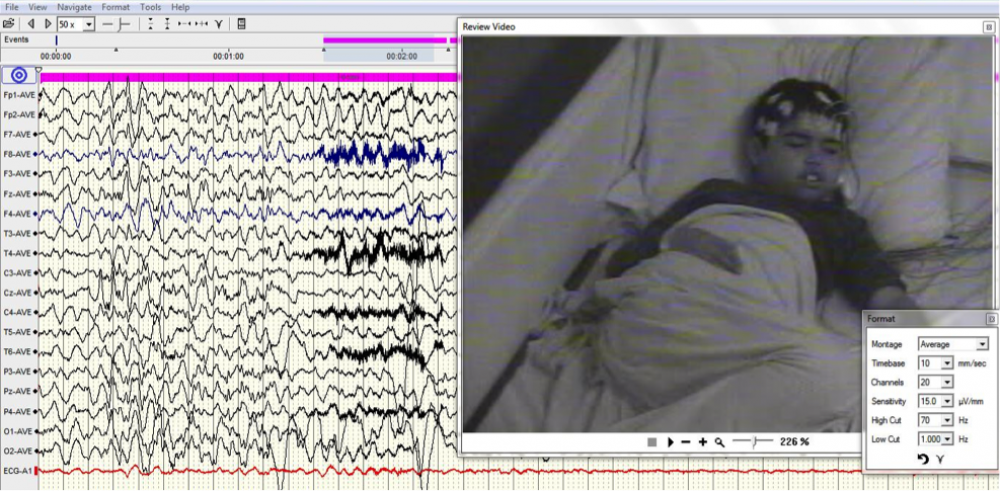 File View Navigate Format Tools Help
50 x
Review Video
Events
00:00:00 00:01:00 00:02:00
Fp1-AVE
Fp2-AVE
F7-AVE
F8-AVE
F3-AVE
Fz-AVE
F4-AVE
T3-AVE
T4-AVE
C3-AVE
Cz-AVE
C4-AVE
T5-AVE
T6-AVE
P3-AVE
Pz-AVE
P4-AVE
O1-AVE
O2-AVE
ECG-A1
226 %
Format
Montage Average
Timebase 10 mm/sec
Channels 20
Sensitivity 15.0 µV/mm
High Cut 70 Hz
Low Cut 1.000 Hz